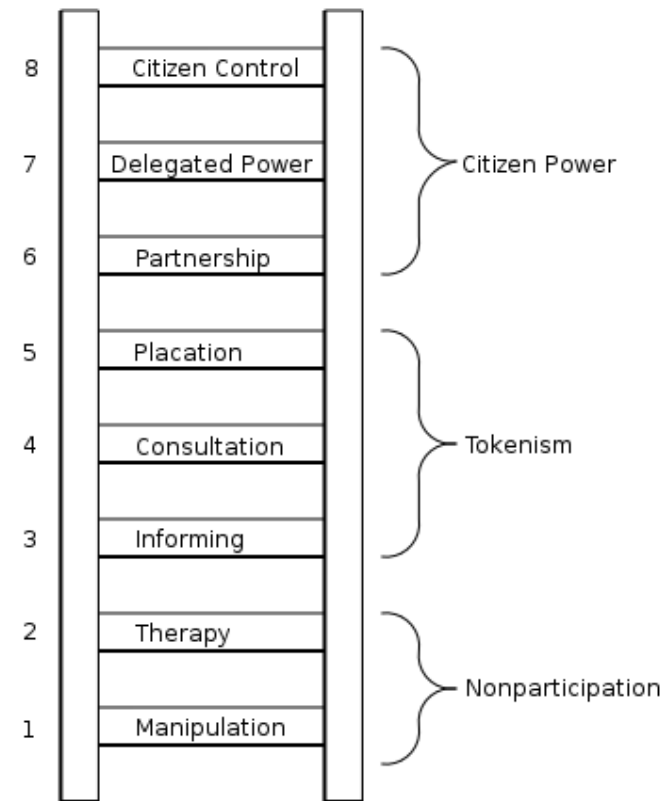 8 Citizen Control
7 Delegated Power Citizen Power
6 Partnership
5 Placation
4 Consultation Tokenism
3 Informing
2 Therapy
Nonparticipation
1 Manipulation